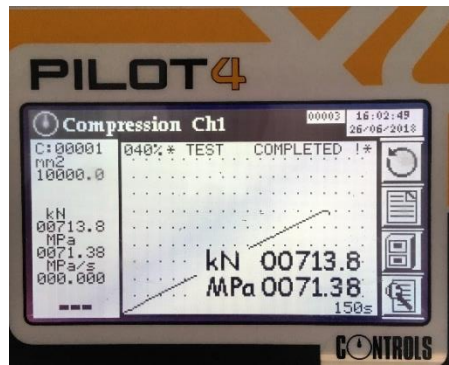 PILOT4
Compression Ch1
00003
16:02:49
26/06/2018
C:00001
mm2
10000.0
040%* TEST COMPLETED !*
kN
00713.8
MPa
0071.38
MPa/s
000.000
---
kN 00713.8
MPa 0071.38
150s
CONTROLS